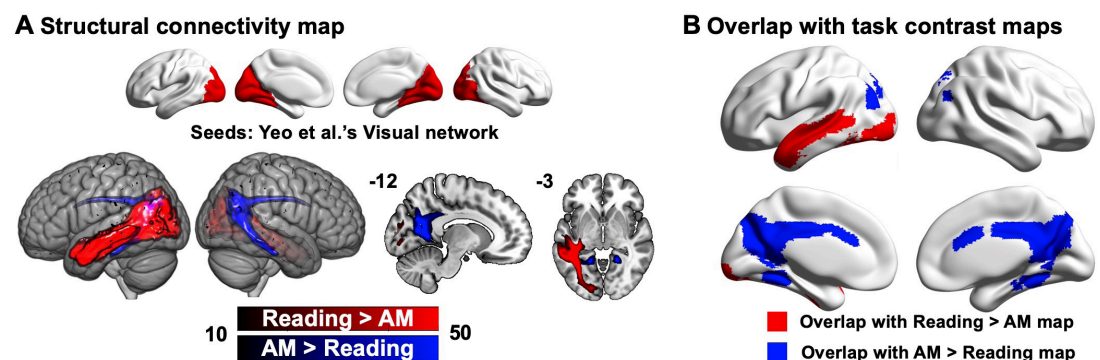 A Structural connectivity map
Seeds: Yeo et al.'s Visual network
-12
-3
10
Reading > AM
50
AM > Reading
B Overlap with task contrast maps
Overlap with Reading > AM map
Overlap with AM > Reading map